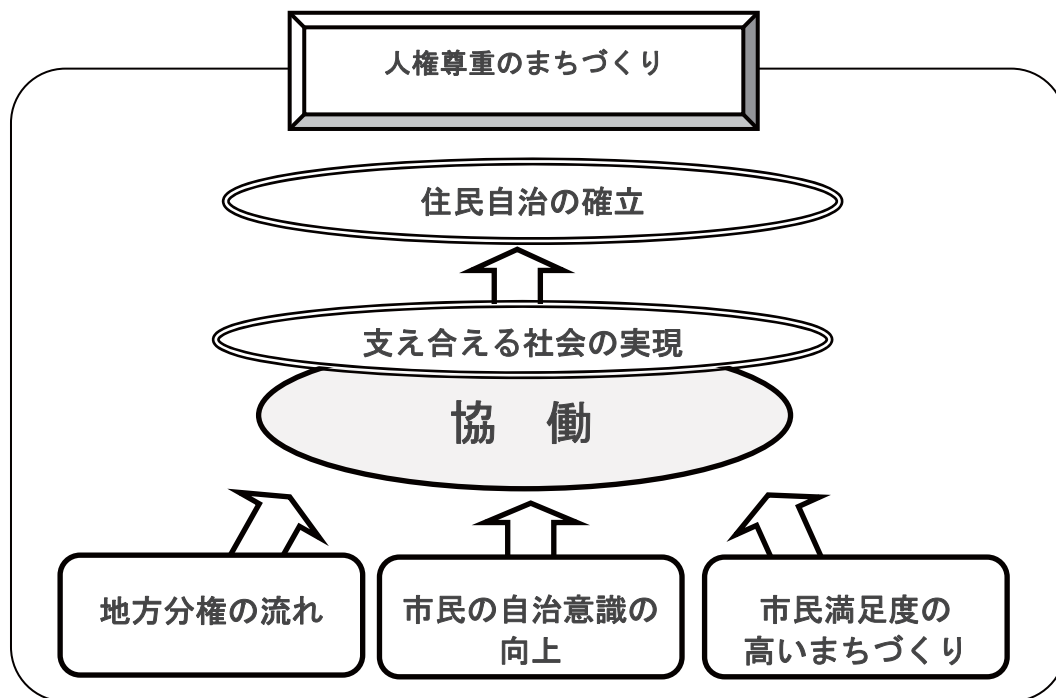 人権尊重のまちづくり
住民自治の確立
支え合える社会の実現
協　働
地方分権の流れ
市民の自治意識の
向上
市民満足度の
高いまちづくり